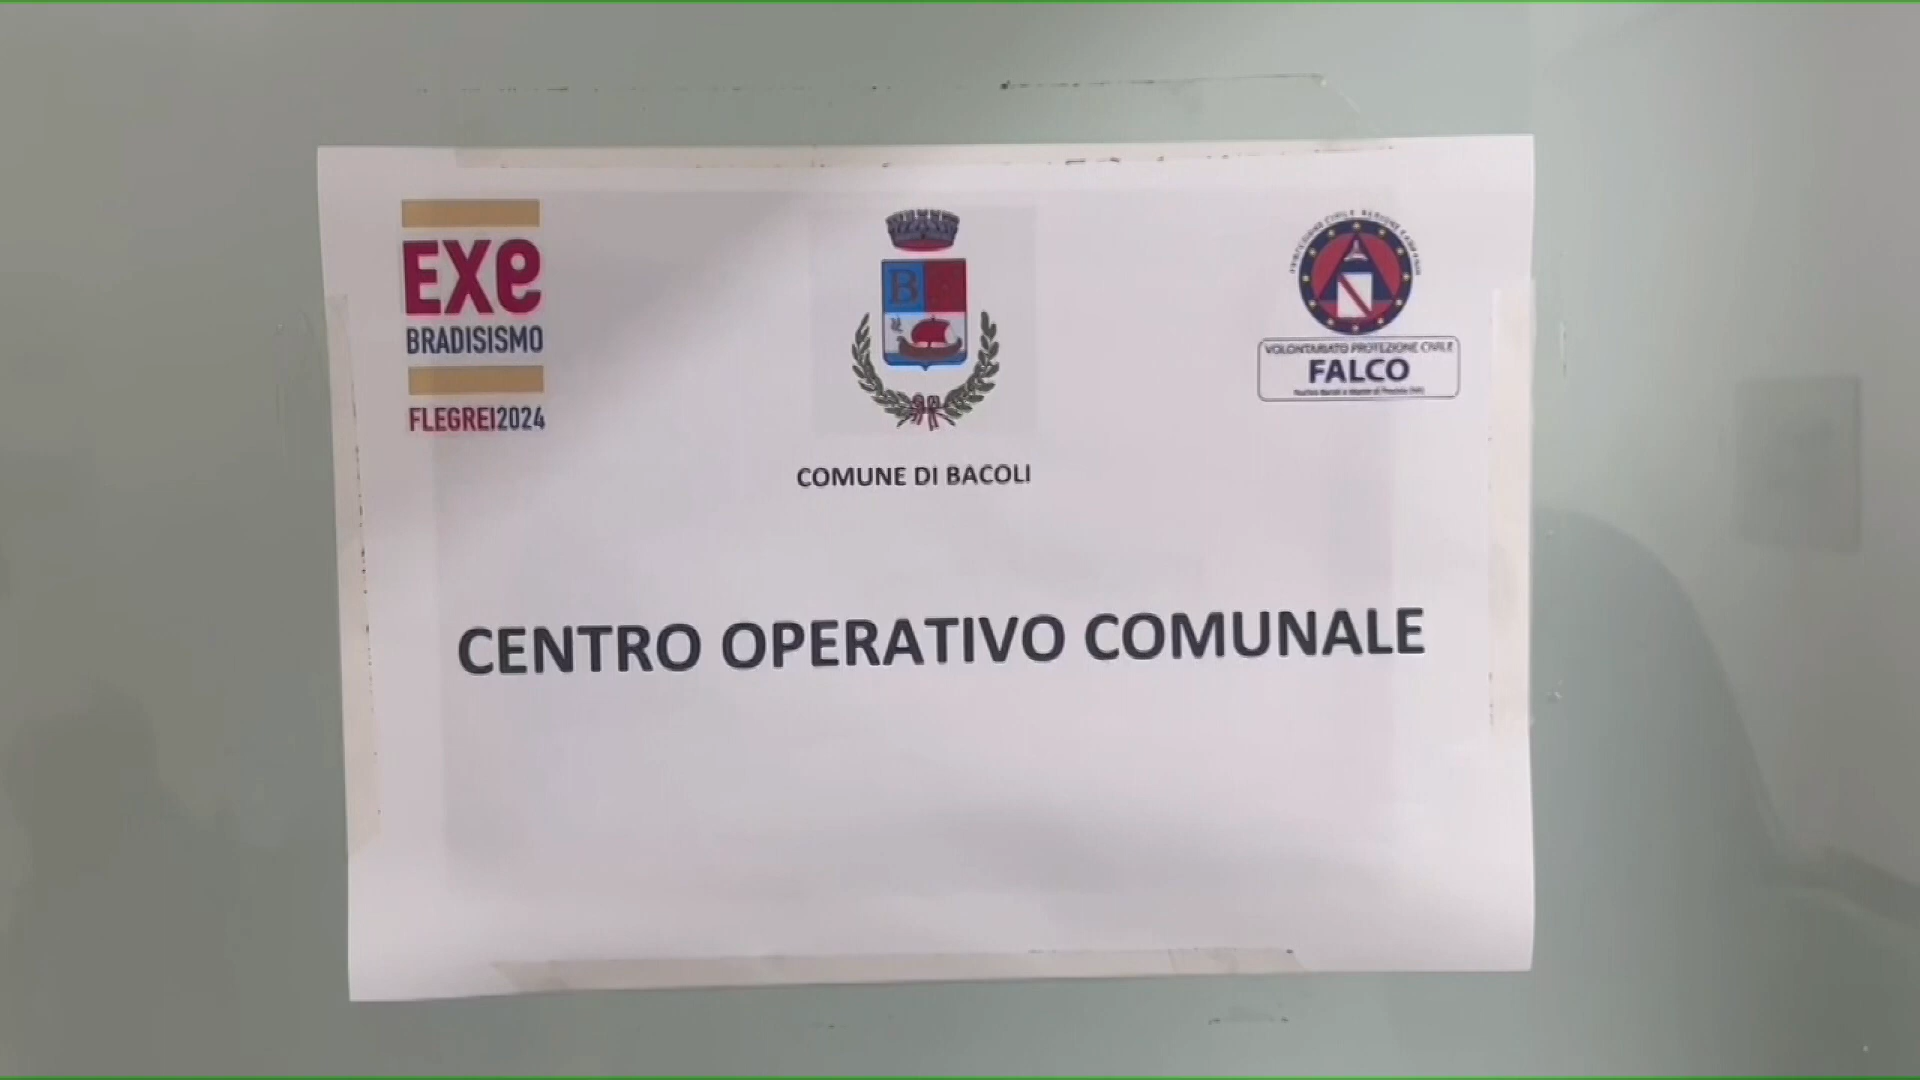 EXE
BRADISISMO
FLEGREI2024
B
COMUNE DI BACOLI
VOLONTARIATO PROTEZIONE CIVILE
FALCO
CENTRO OPERATIVO COMUNALE